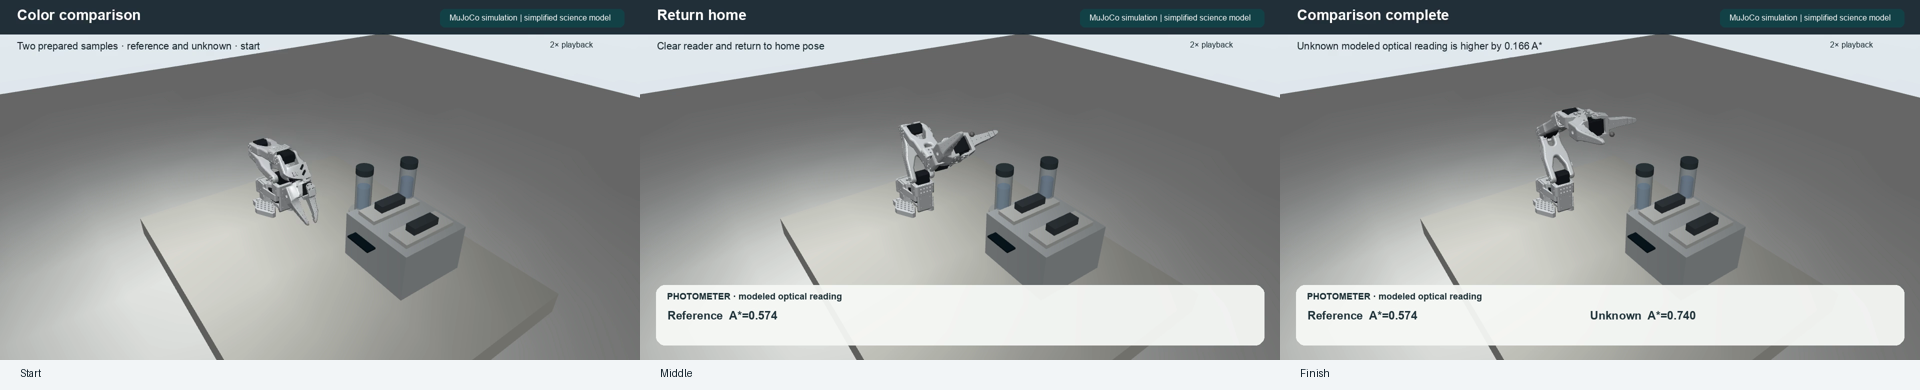 Color comparison
MuJoCo simulation | simplified science model
Two prepared samples · reference and unknown · start
2× playback
Start
Return home
MuJoCo simulation | simplified science model
Clear reader and return to home pose
2× playback
PHOTOMETER · modeled optical reading
Reference A*=0.574
Middle
Comparison complete
MuJoCo simulation | simplified science model
Unknown modeled optical reading is higher by 0.166 A*
2× playback
PHOTOMETER · modeled optical reading
Reference A*=0.574
Unknown A*=0.740
Finish